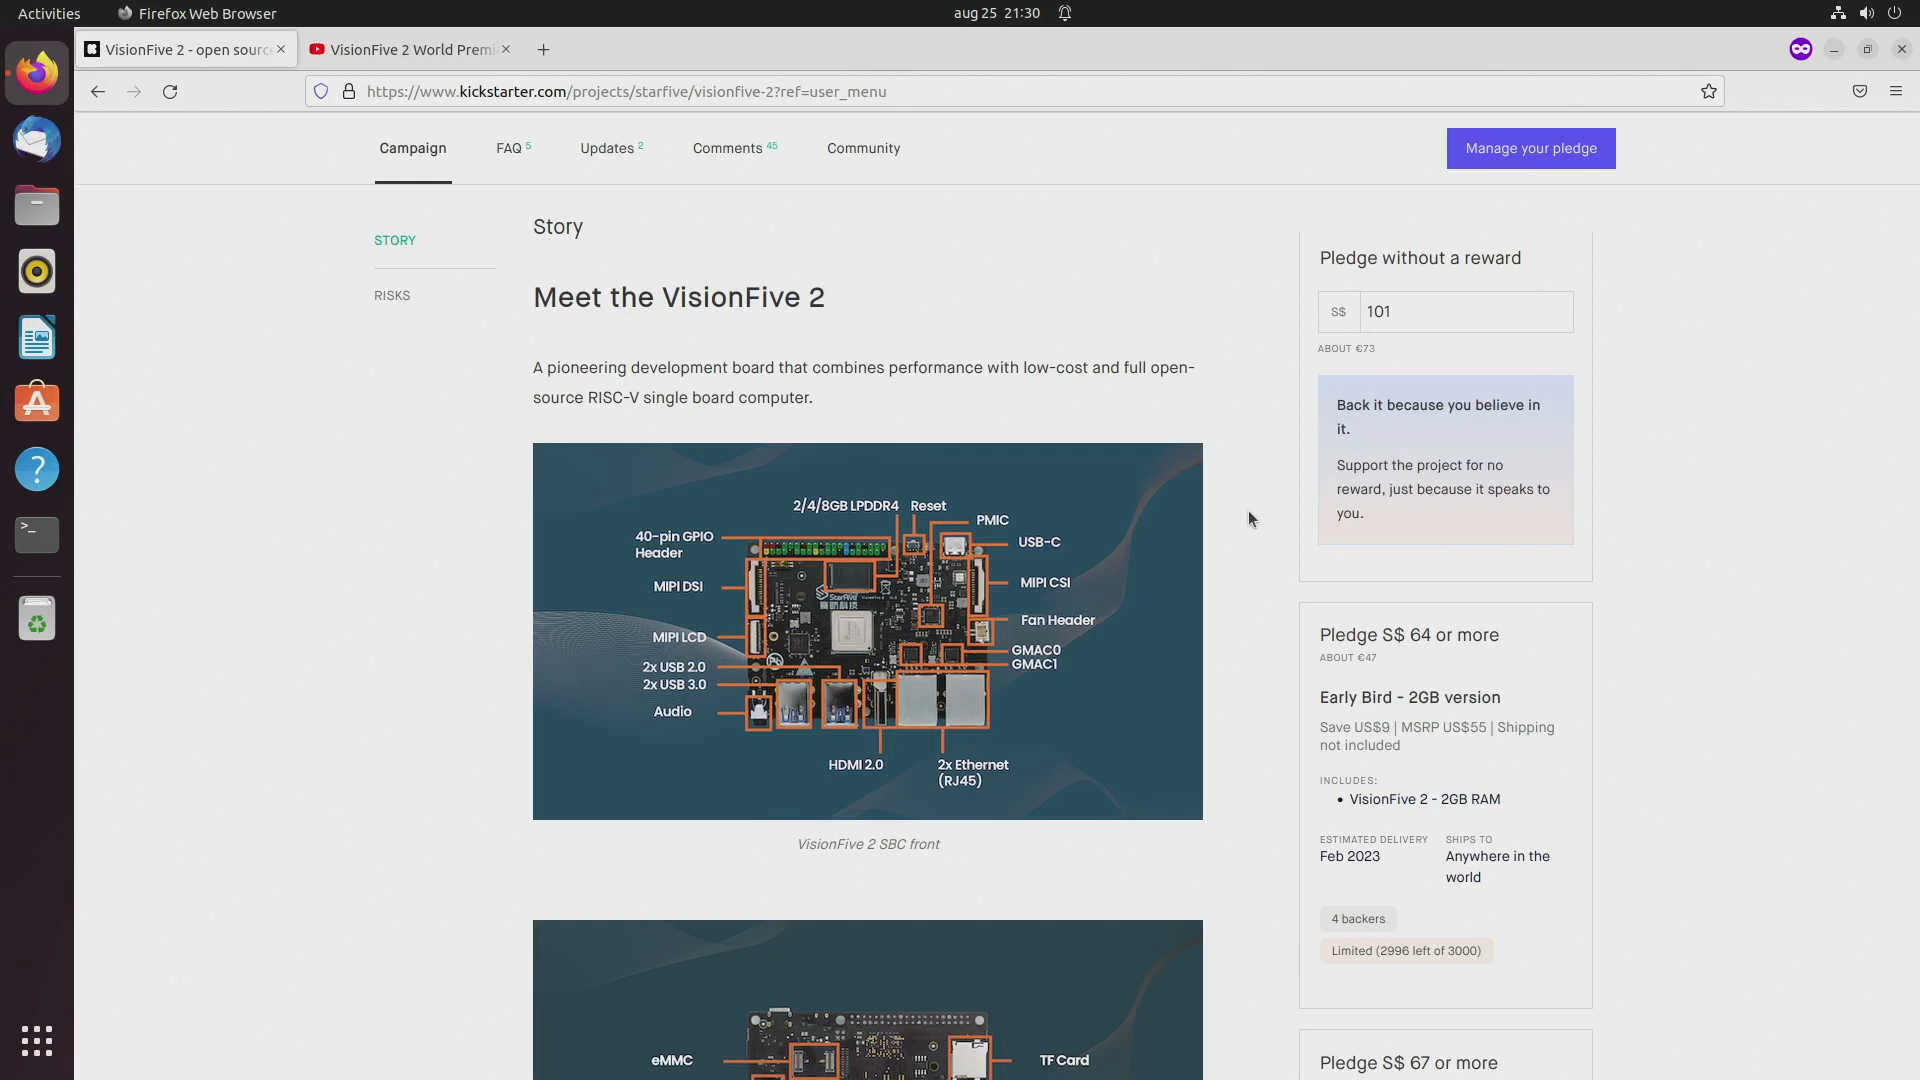 Activities
Firefox Web Browser
aug 25 21:30
VisionFive 2 - open sourc
VisionFive 2 World Premi
https://www.kickstarter.com/projects/starfive/visionfive-2?ref=user_menu
Campaign
FAQ 5
Updates 2
Comments 45
Community
Manage your pledge
STORY
RISKS
Story
Meet the VisionFive 2
A pioneering development board that combines performance with low-cost and full open-
source RISC-V single board computer.
2/4/8GB LPDDR4
Reset
PMIC
40-pin GPIO
Header
USB-C
MIPI DSI
MIPI CSI
StarFive
Fan Header
MIPI LCD
GMAC0
GMAC1
2x USB 2.0
2x USB 3.0
Audio
HDMI 2.0
2x Ethernet
(RJ45)
VisionFive 2 SBC front
eMMC
TF Card
Pledge without a reward
S$ 101
ABOUT €73
Back it because you believe in
it.
Support the project for no
reward, just because it speaks to
you.
Pledge S$ 64 or more
ABOUT €47
Early Bird - 2GB version
Save US$9 | MSRP US$55 | Shipping
not included
INCLUDES:
• VisionFive 2 - 2GB RAM
ESTIMATED DELIVERY
Feb 2023
SHIPS TO
Anywhere in the
world
4 backers
Limited (2996 left of 3000)
Pledge S$ 67 or more